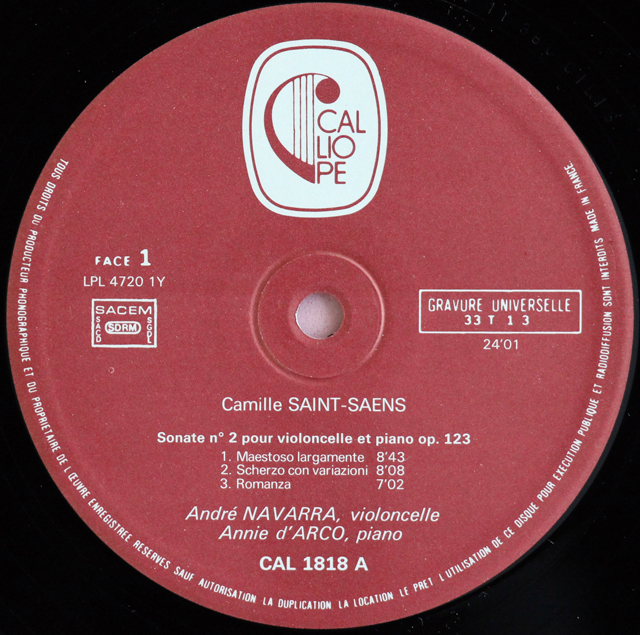 CAL
LIO
PE
FACE 1
LPL 4720 1Y
SACEM
SACD
SDRM
SGDL
GRAVURE UNIVERSELLE
33 T 1 3
24'01
Camille SAINT-SAENS
Sonate n° 2 pour violoncelle et piano op. 123
1. Maestoso largamente 8'43
2. Scherzo con variazioni 8'08
3. Romanza 7'02
André NAVARRA, violoncelle
Annie d'ARCO, piano
CAL 1818 A
TOUS DROITS DU PRODUCTEUR PHONOGRAPHIQUE ET DU PROPRIETAIRE DE L'ŒUVRE ENREGISTREE RESERVES SAUF AUTORISATION LA DUPLICATION LA LOCATION LE PRET L'UTILISATION DE CE DISQUE POUR EXECUTION PUBLIQUE ET RADIODIFFUSION SONT INTERDITS MADE IN FRANCE